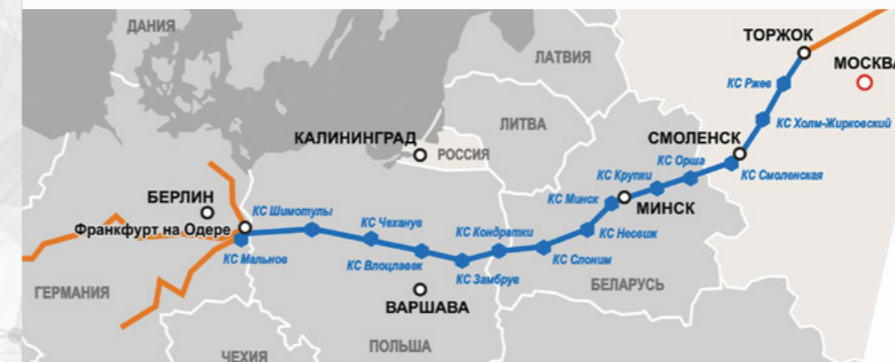 ДАНИЯ
ТОРЖОК
ЛАТВИЯ
МОСКВА
КС Ржев
ЛИТВА
КС Холм-Жирковский
КАЛИНИНГРАД
СМОЛЕНСК
РОССИЯ
КС Орша
КС Крупки
КС Смоленская
БЕРЛИН
КС Минск
МИНСК
КС Шимотулы
Франкфурт на Одере
КС Чеханув
КС Кондратки
КС Несвиж
КС Мальнов
КС Влоцлавек
КС Слоним
КС Замбрув
БЕЛАРУСЬ
ГЕРМАНИЯ
ВАРШАВА
ПОЛЬША
ЧЕХИЯ